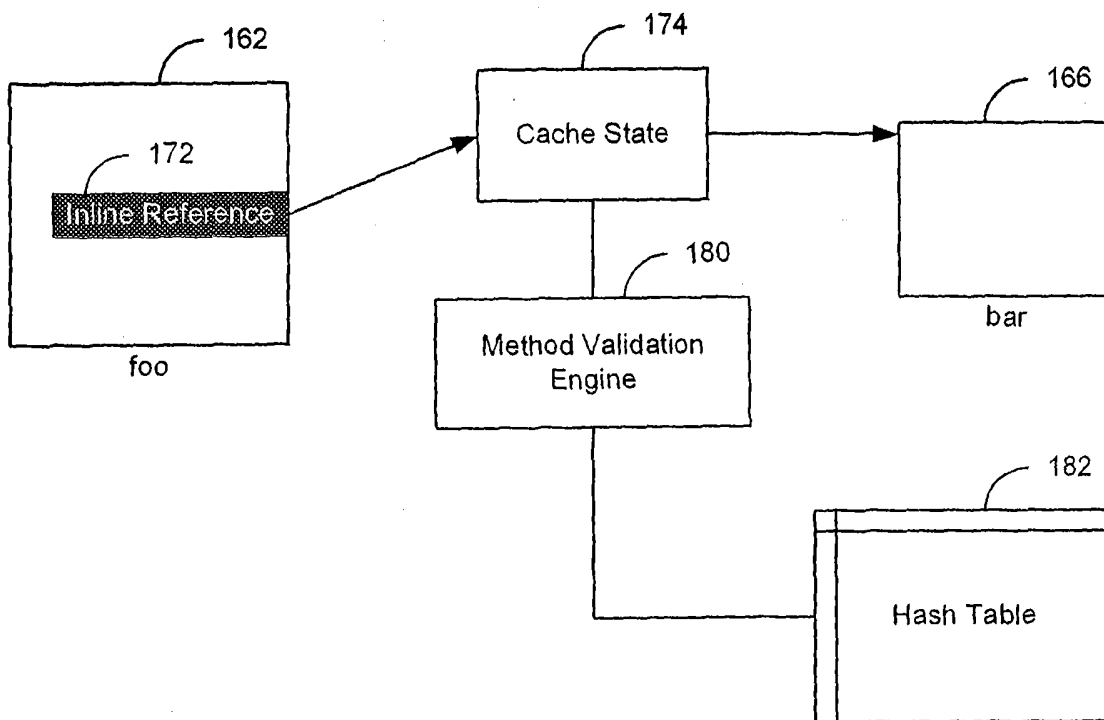 162
174
166
Cache State
172
Inline Reference
180
bar
foo
Method Validation
Engine
182
Hash Table